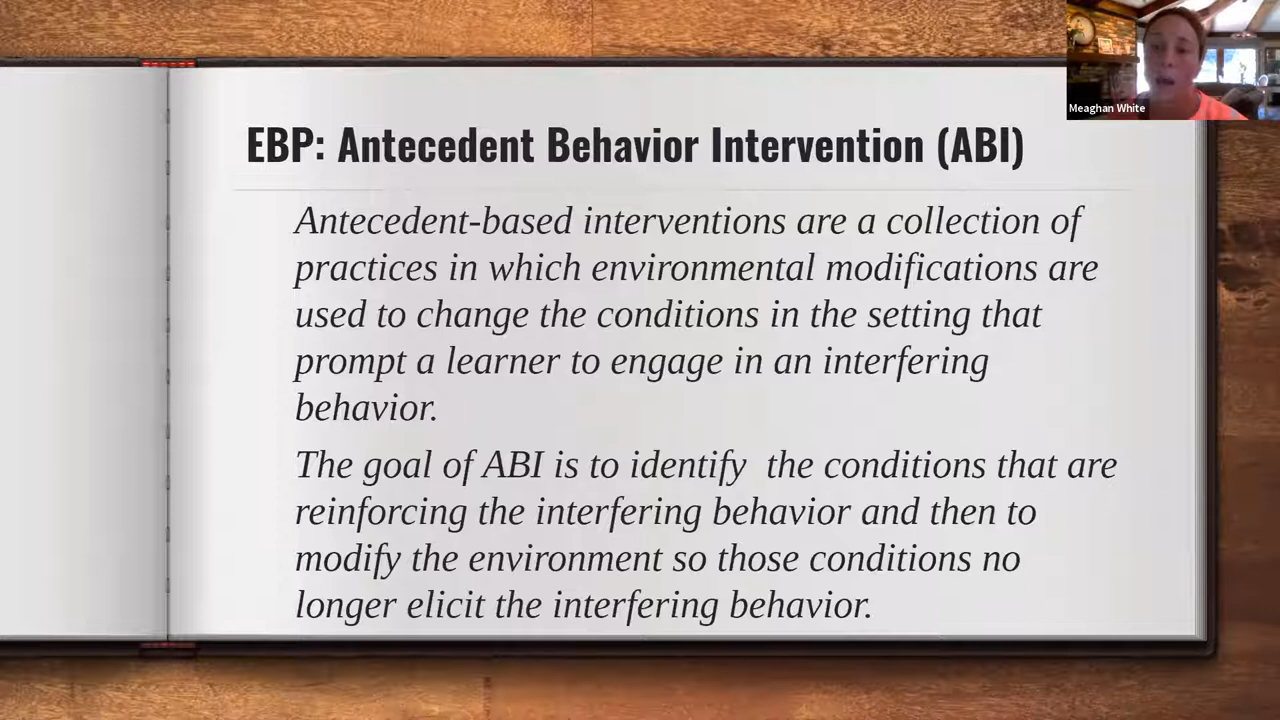 Meaghan White
EBP: Antecedent Behavior Intervention (ABI)
Antecedent-based interventions are a collection of
practices in which environmental modifications are
used to change the conditions in the setting that
prompt a learner to engage in an interfering
behavior.
The goal of ABI is to identify  the conditions that are
reinforcing the interfering behavior and then to
modify the environment so those conditions no
longer elicit the interfering behavior.